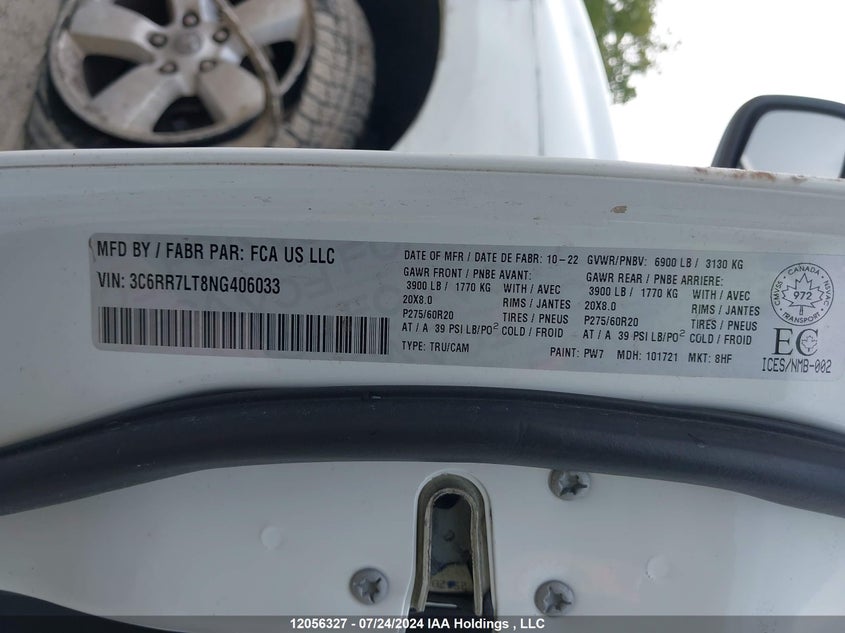 MFD BY / FABR PAR: FCA US LLC
VIN: 3C6RR7LT8NG406033
DATE OF MFR / DATE DE FABR: 10-22 GVWR/PNBV: 6900 LB / 3130 KG
GAWR FRONT / PNBE AVANT: GAWR REAR / PNBE ARRIERE:
3900 LB / 1770 KG WITH / AVEC 3900 LB / 1770 KG WITH / AVEC
20X8.0 RIMS / JANTES 20X8.0 RIMS / JANTES
P275/60R20 TIRES / PNEUS P275/60R20 TIRES / PNEUS
AT / A 39 PSI LB/PO² COLD / FROID AT / A 39 PSI LB/PO² COLD / FROID
TYPE: TRU/CAM PAINT: PW7 MDH: 101721 MKT: 8HF
CANADA
CMVSS
NSVAC
972
TRANSPORT
EC
ICES/NMB-002
12056327 - 07/24/2024 IAA Holdings , LLC